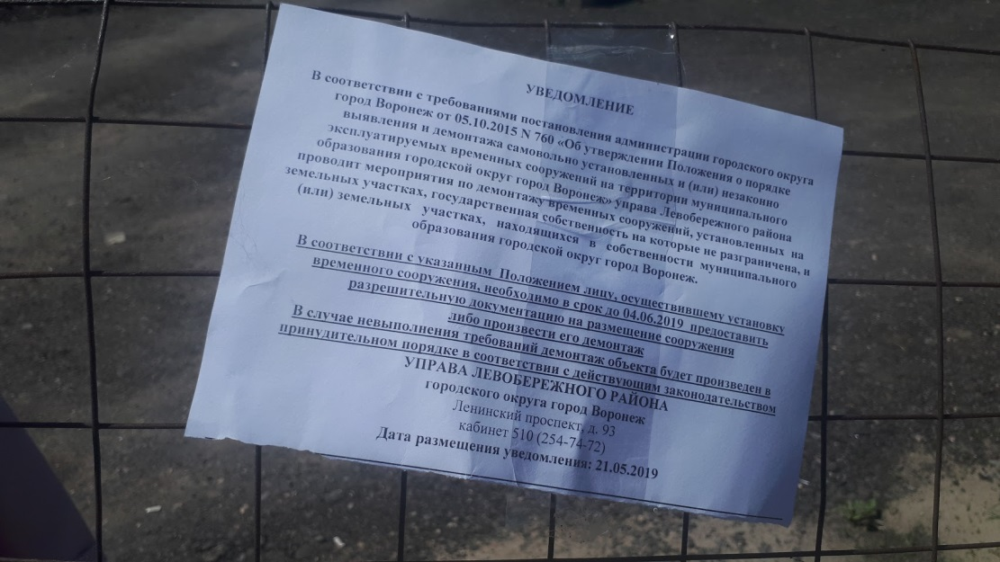 УВЕДОМЛЕНИЕ
В соответствии с требованиями постановления администрации городского округа
город Воронеж от 05.10.2015 N 760 «Об утверждении Положения о порядке
выявления и демонтажа самовольно установленных и (или) незаконно
эксплуатируемых временных сооружений на территории муниципального
образования городской округ город Воронеж» управа Левобережного района
проводит мероприятия по демонтажу временных сооружений, установленных на
земельных участках, государственная собственность на которые не разграничена, и
(или) земельных участках, находящихся в собственности муниципального
образования городской округ город Воронеж.
В соответствии с указанным Положением лицу, осуществившему установку
временного сооружения, необходимо в срок до 04.06.2019 предоставить
разрешительную документацию на размещение сооружения
либо произвести его демонтаж
В случае невыполнения требований демонтаж объекта будет произведен в
принудительном порядке в соответствии с действующим законодательством
УПРАВА ЛЕВОБЕРЕЖНОГО РАЙОНА
городского округа город Воронеж
Ленинский проспект, д. 93
кабинет 510 (254-74-72)
Дата размещения уведомления: 21.05.2019